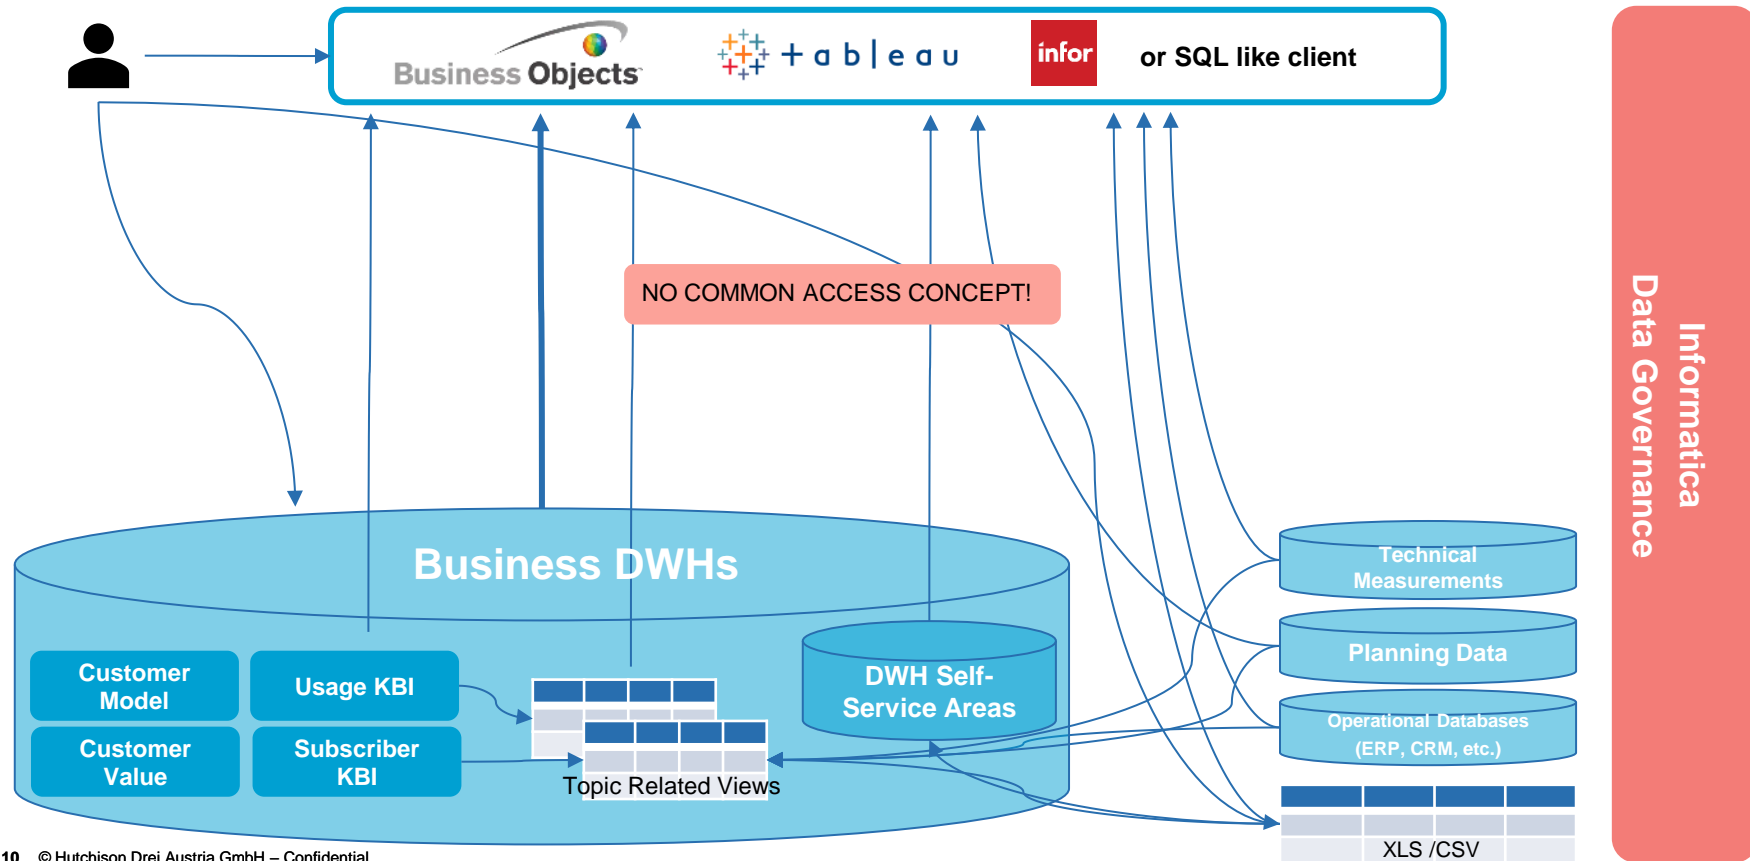 Business Objects
+ableau
infor
or SQL like client
NO COMMON ACCESS CONCEPT!
Informatica
Data Governance
Business DWHs
Customer
Model
Usage KBI
Customer
Value
Subscriber
KBI
Topic Related Views
DWH Self-
Service Areas
Technical
Measurements
Planning Data
Operational Databases
(ERP, CRM, etc.)
XLS /CSV
10 © Hutchison Drei Austria GmbH – Confidential